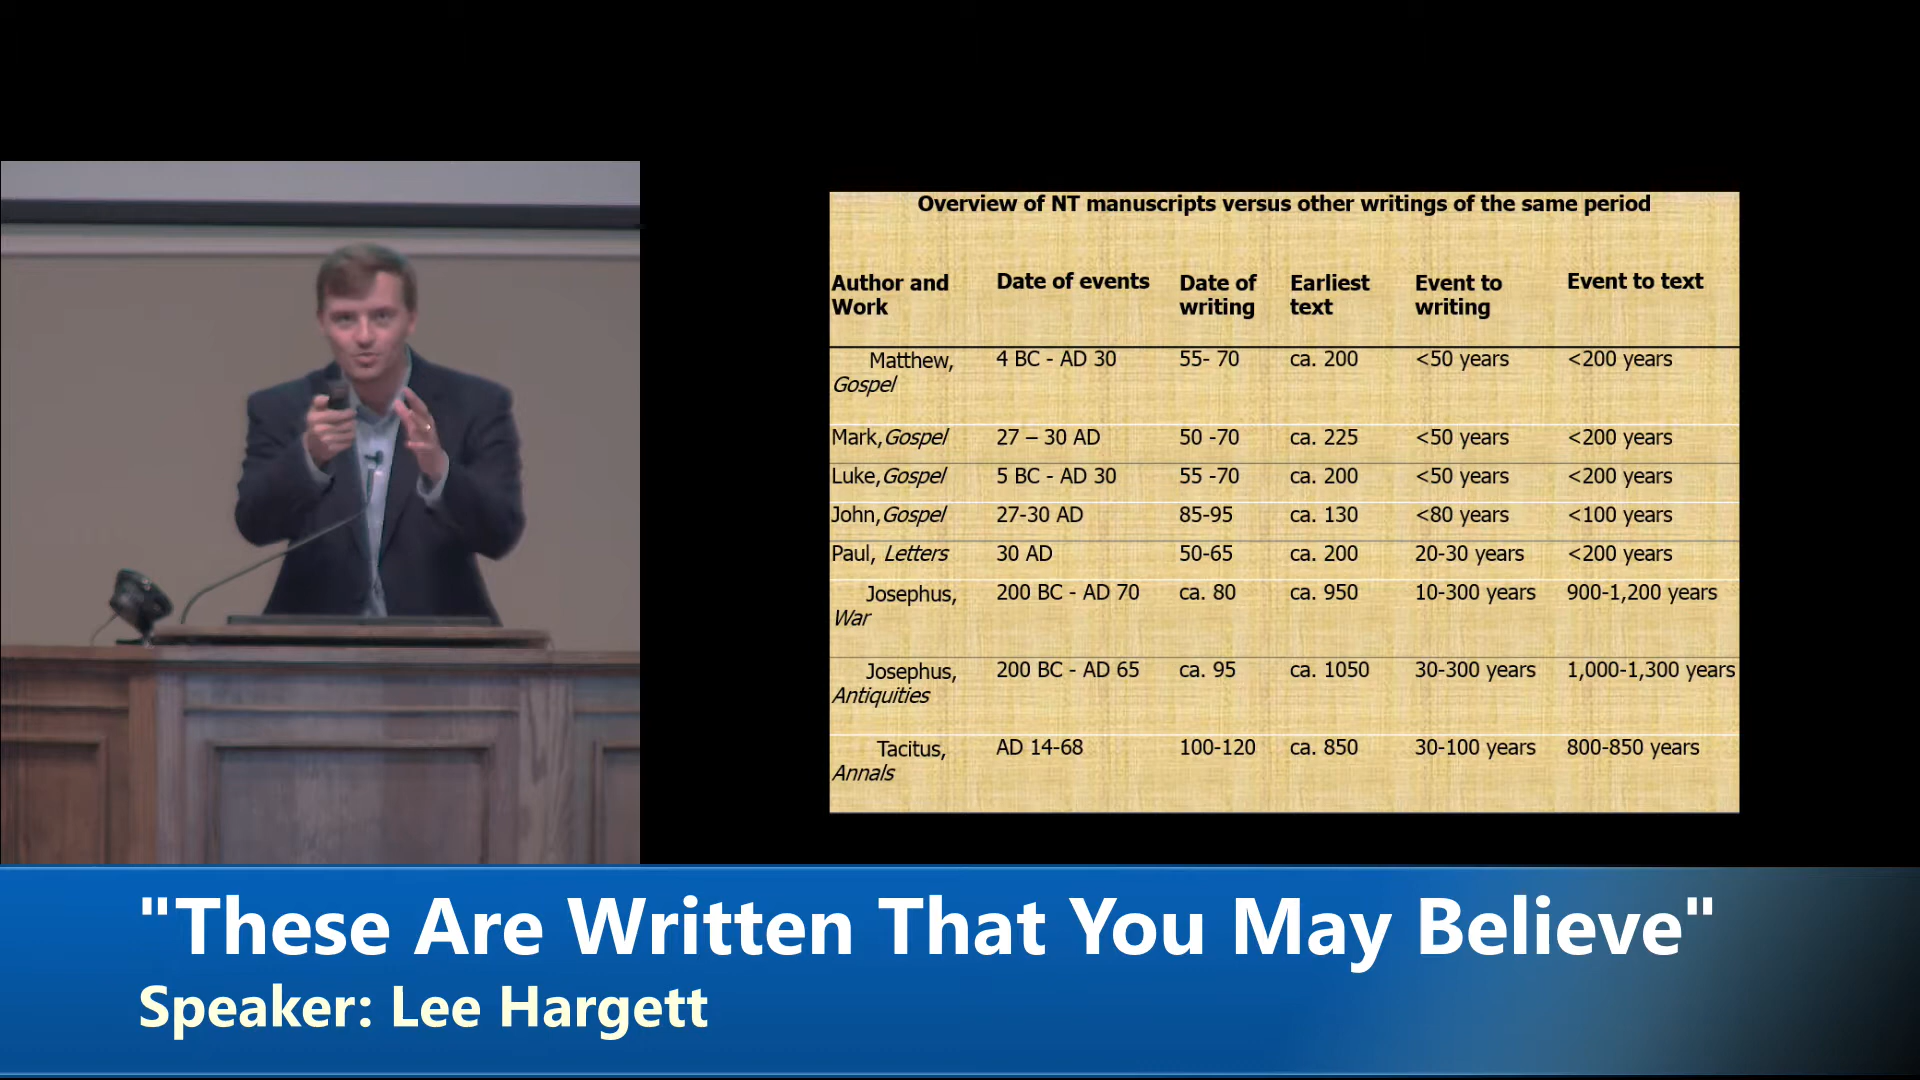 Overview of NT manuscripts versus other writings of the same period
Author and Work Date of events Date of writing Earliest text Event to writing Event to text
Matthew, Gospel 4 BC - AD 30 55- 70 ca. 200 <50 years <200 years
Mark,Gospel 27 – 30 AD 50 -70 ca. 225 <50 years <200 years
Luke,Gospel 5 BC - AD 30 55 -70 ca. 200 <50 years <200 years
John,Gospel 27-30 AD 85-95 ca. 130 <80 years <100 years
Paul, Letters 30 AD 50-65 ca. 200 20-30 years <200 years
Josephus, War 200 BC - AD 70 ca. 80 ca. 950 10-300 years 900-1,200 years
Josephus, Antiquities 200 BC - AD 65 ca. 95 ca. 1050 30-300 years 1,000-1,300 years
Tacitus, Annals AD 14-68 100-120 ca. 850 30-100 years 800-850 years
"These Are Written That You May Believe"
Speaker: Lee Hargett